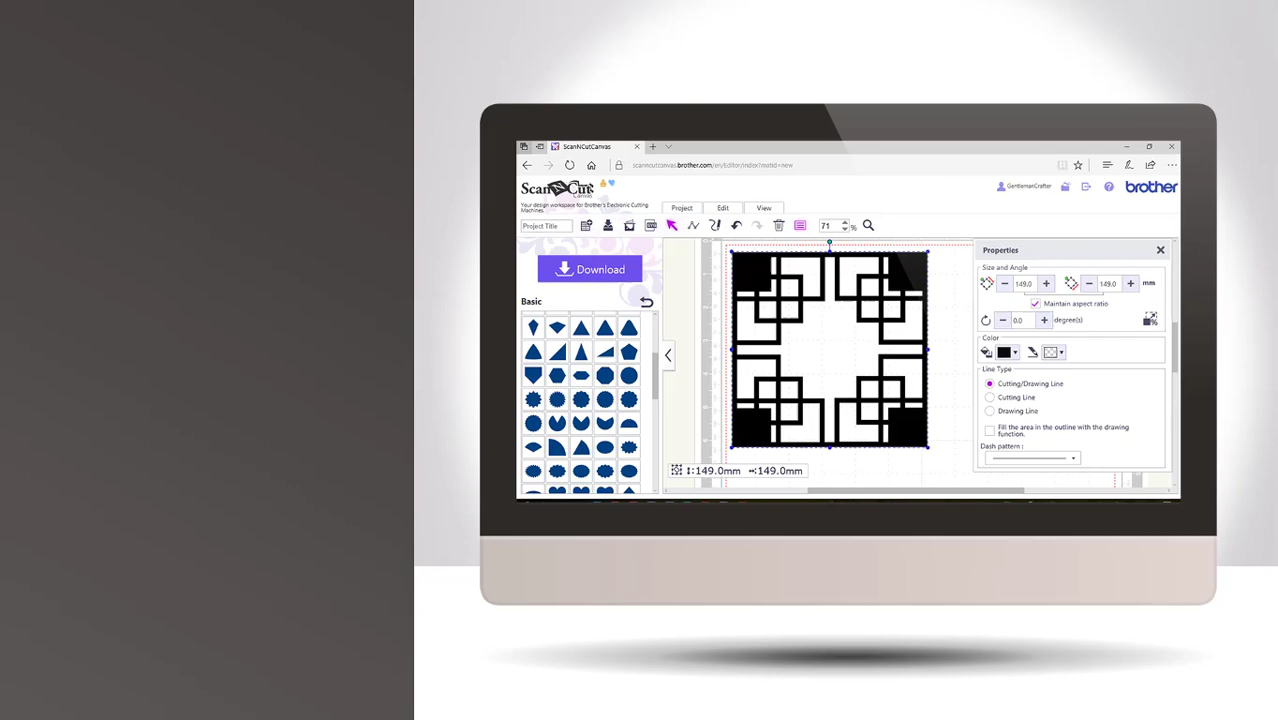 ScanNCutCanvas
scanncutcanvas.brother.com/en/Editor/index?matid=new
ScanNCut
Canvas
Your design workspace for Brother's Electronic Cutting
Machines.
GentlemanCrafter
brother
Project
Edit
View
Project Title
71
%
Download
Basic
Properties
Size and Angle
149.0
149.0
mm
Maintain aspect ratio
0.0
degree(s)
%
Color
Line Type
Cutting/Drawing Line
Cutting Line
Drawing Line
Fill the area in the outline with the drawing
function.
Dash pattern :
:149.0mm
:149.0mm